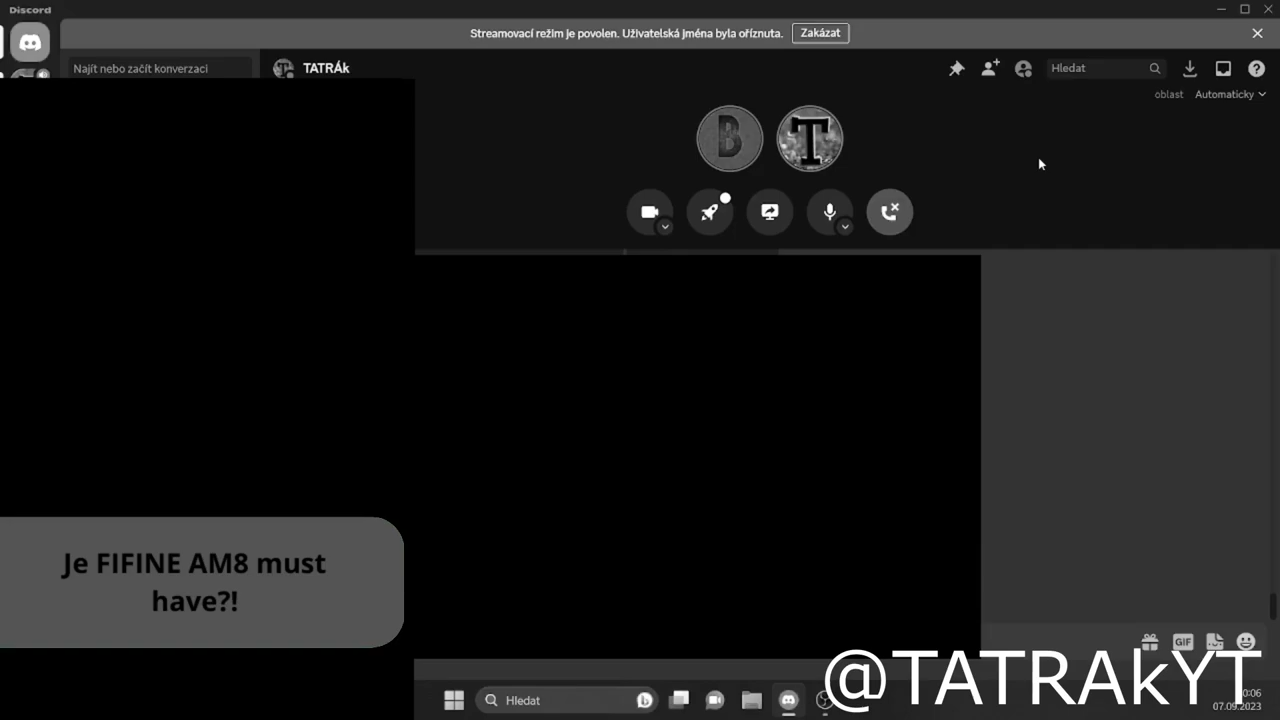 Discord
Streamovací režim je povolen. Uživatelská jména byla oříznuta.
Zakázat
Najít nebo začít konverzaci
TATRÁk
Hledat
oblast
Automaticky
B
T
Je FIFINE AM8 must
have?!
GIF
@TATRAkYT
Hledat
07.09.2023